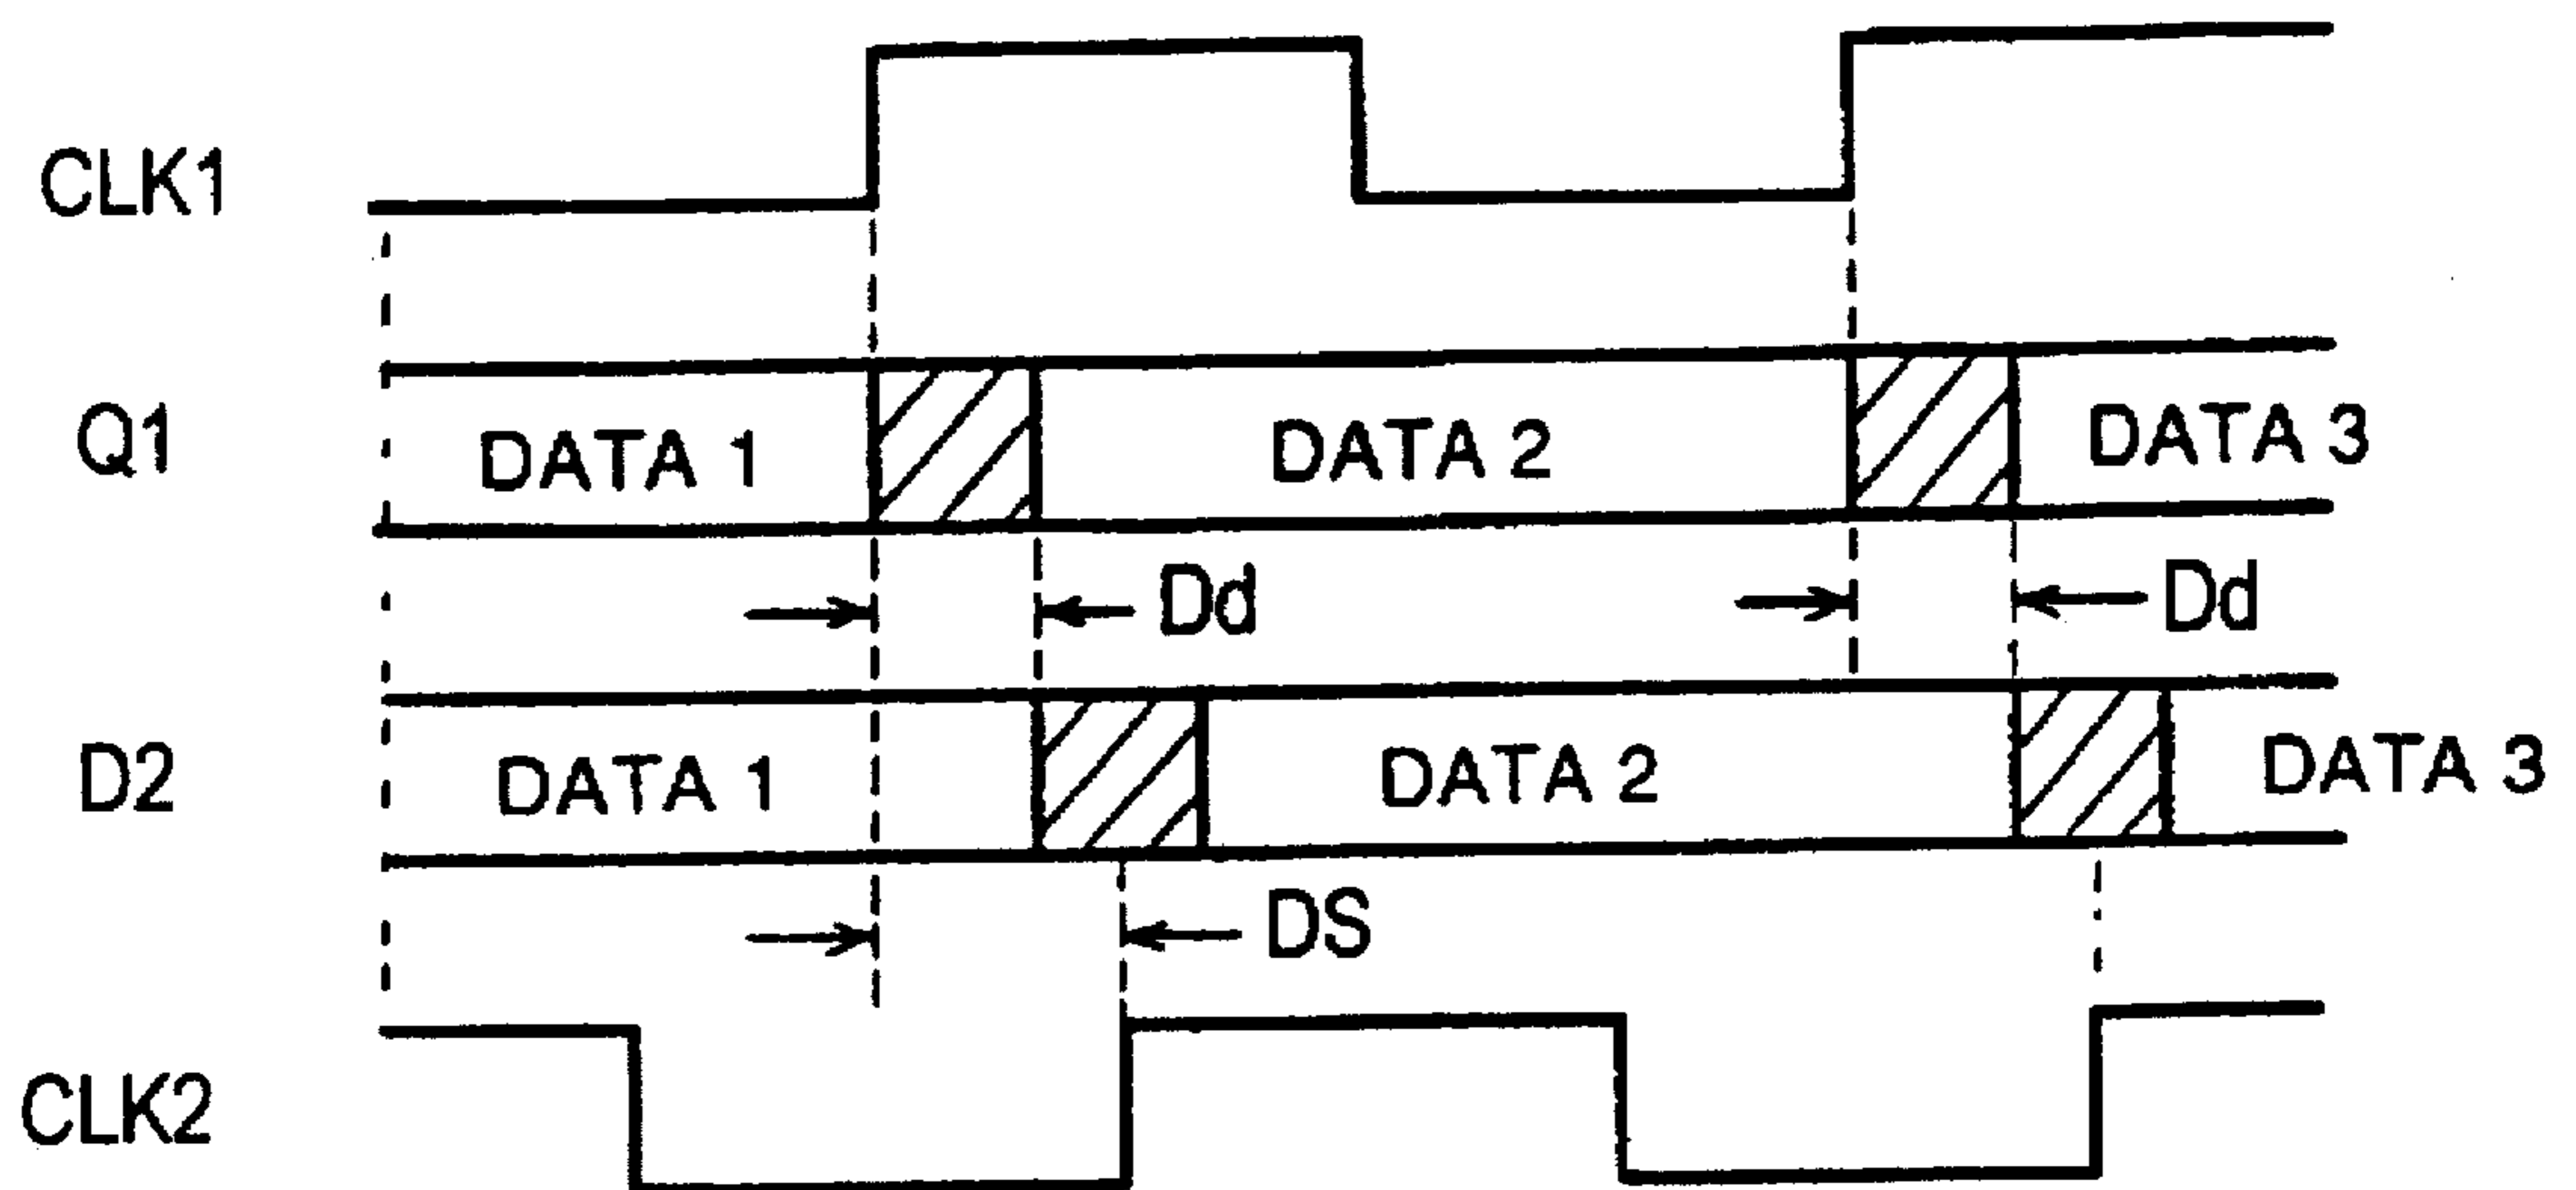 CLK1
Q1
DATA 1
DATA 2
DATA 3
Dd
Dd
D2
DATA 1
DATA 2
DATA 3
DS
CLK2